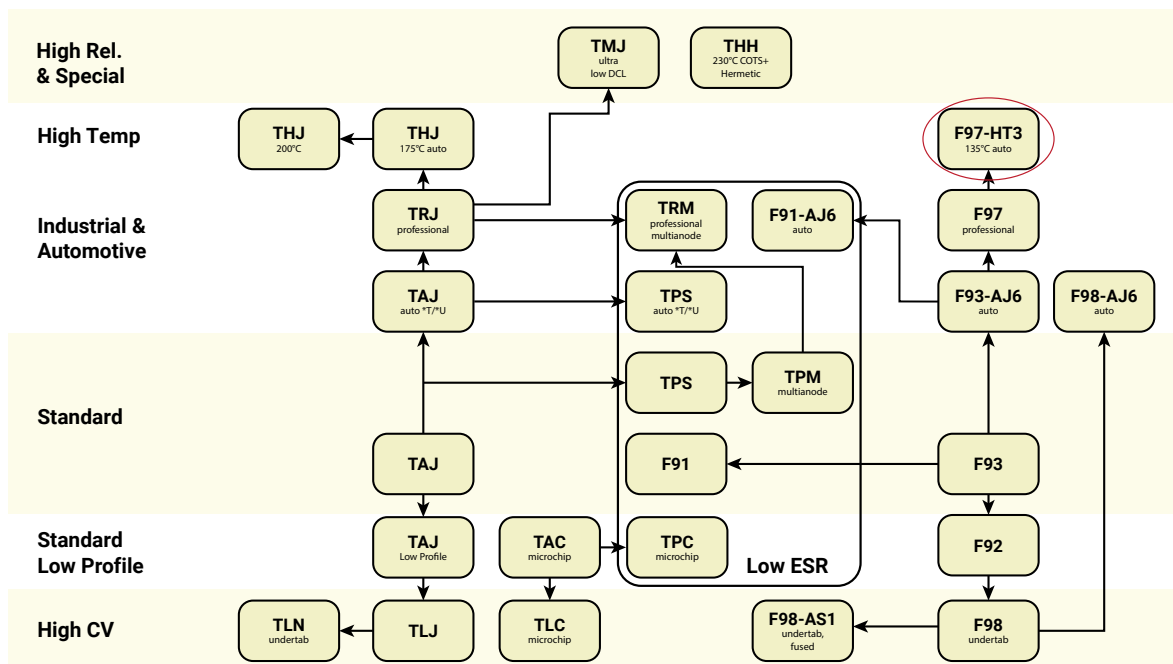 High Rel.
& Special
TMJ
ultra
low DCL
THH
230°C COTS+
Hermetic
High Temp
THJ
200°C
THJ
175°C auto
F97-HT3
135°C auto
Industrial &
Automotive
TRJ
professional
TRM
professional
multianode
F91-AJ6
auto
F97
professional
TAJ
auto *T/*U
TPS
auto *T/*U
F93-AJ6
auto
F98-AJ6
auto
Standard
TPS
TPM
multianode
TAJ
F91
F93
Standard
Low Profile
TAJ
Low Profile
TAC
microchip
TPC
microchip
Low ESR
F92
High CV
TLN
undertab
TLJ
TLC
microchip
F98-AS1
undertab,
fused
F98
undertab